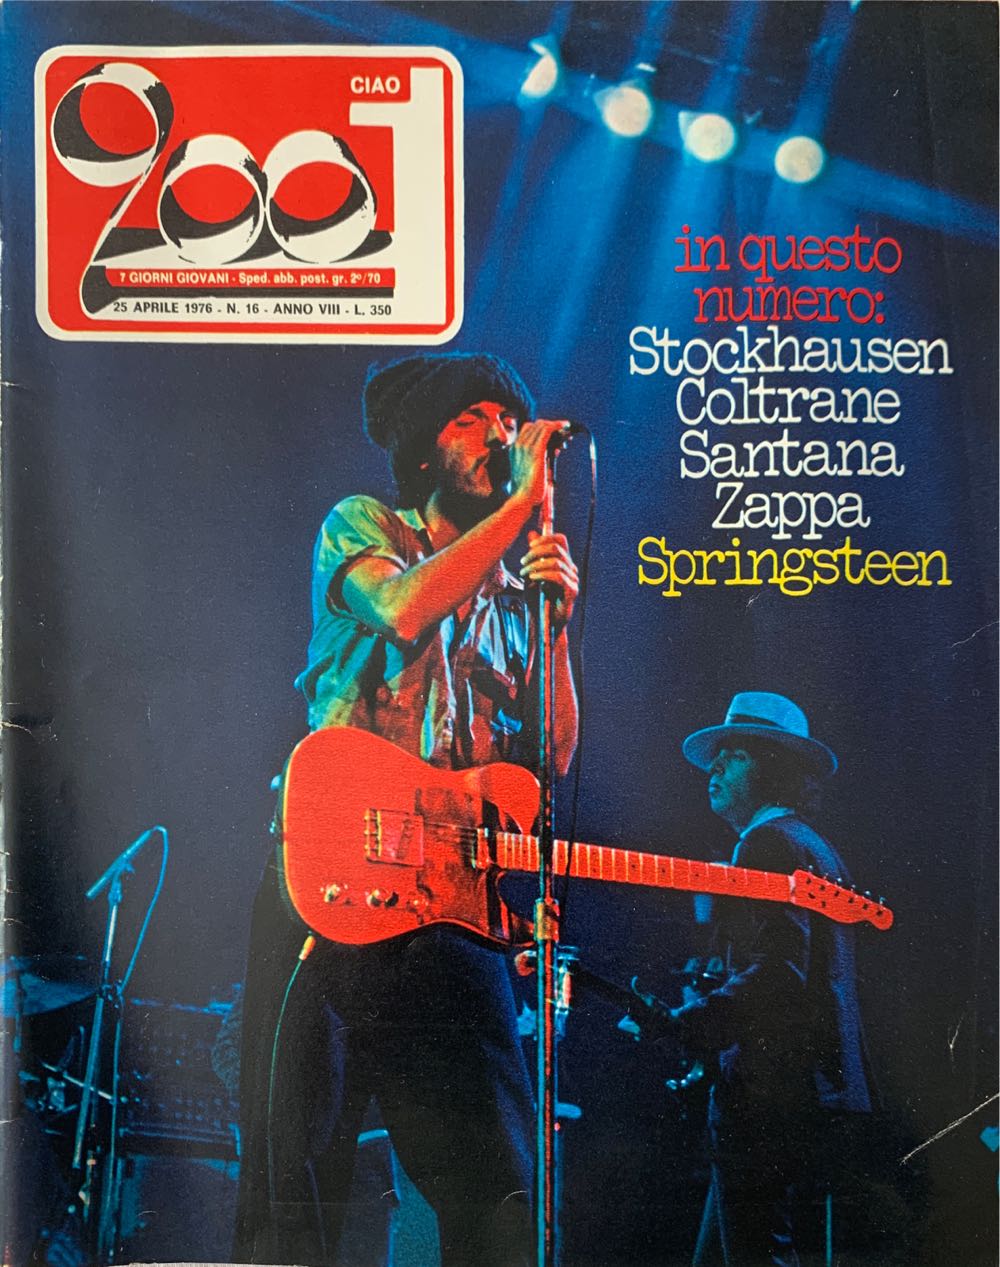 CIAO
2001
7 GIORNI GIOVANI - Sped. abb. post. gr. 2º/70
25 APRILE 1976 - N. 16 - ANNO VIII - L. 350
in questo
numero:
Stockhausen
Coltrane
Santana
Zappa
Springsteen